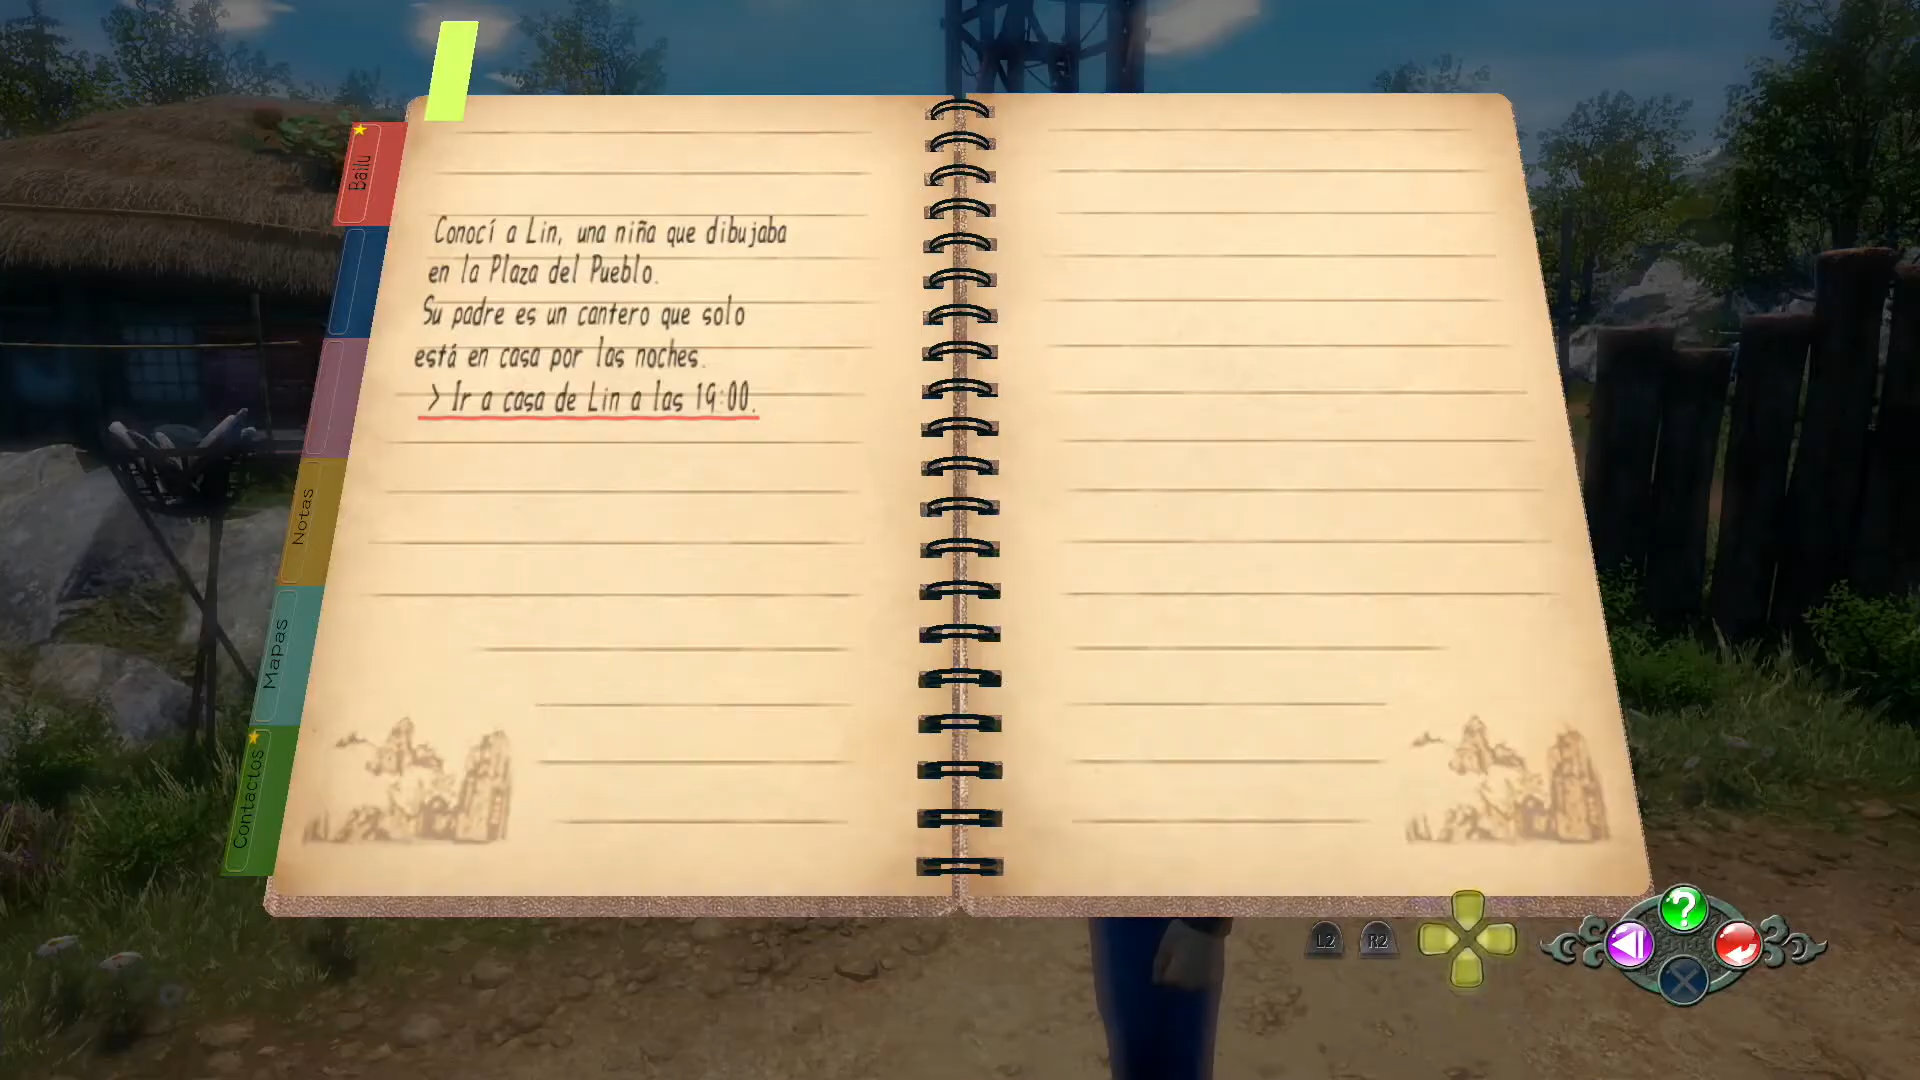 Bailu
Conocí a Lin, una niña que dibujaba
en la Plaza del Pueblo.
Su padre es un cantero que solo
está en casa por las noches.
> Ir a casa de Lin a las 19:00.
Notas
Mapas
Contactos
L2 R2
?